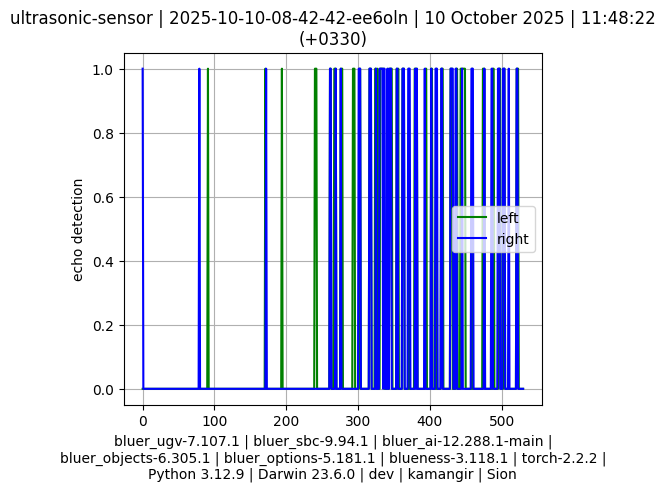 ultrasonic-sensor | 2025-10-10-08-42-42-ee6oln | 10 October 2025 | 11:48:22
(+0330)
1.0
0.8
0.6
0.4
0.2
0.0
echo detection
left
right
0 100 200 300 400 500
bluer_ugv-7.107.1 | bluer_sbc-9.94.1 | bluer_ai-12.288.1-main |
bluer_objects-6.305.1 | bluer_options-5.181.1 | blueness-3.118.1 | torch-2.2.2 |
Python 3.12.9 | Darwin 23.6.0 | dev | kamangir | Sion